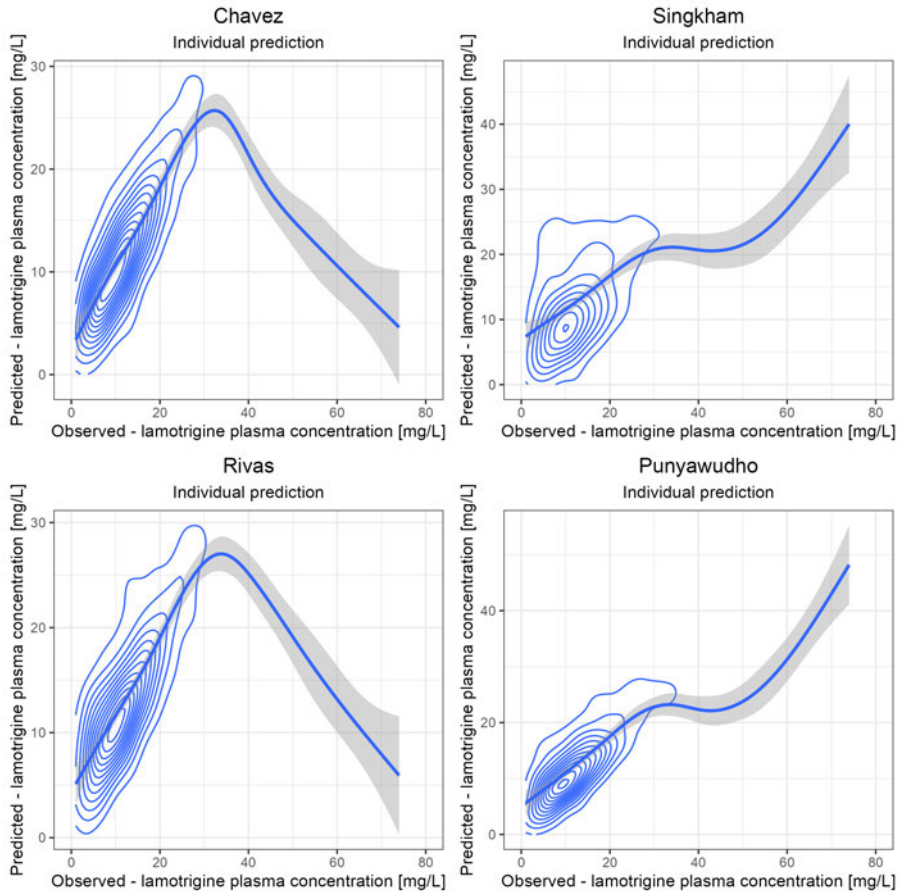 Chavez
Individual prediction
Predicted - lamotrigine plasma concentration [mg/L]
30
20
10
0
0 20 40 60 80
Observed - lamotrigine plasma concentration [mg/L]
Singkham
Individual prediction
Predicted - lamotrigine plasma concentration [mg/L]
40
30
20
10
0
0 20 40 60 80
Observed - lamotrigine plasma concentration [mg/L]
Rivas
Individual prediction
Predicted - lamotrigine plasma concentration [mg/L]
30
20
10
0
0 20 40 60 80
Observed - lamotrigine plasma concentration [mg/L]
Punyawudho
Individual prediction
Predicted - lamotrigine plasma concentration [mg/L]
40
20
0
0 20 40 60 80
Observed - lamotrigine plasma concentration [mg/L]